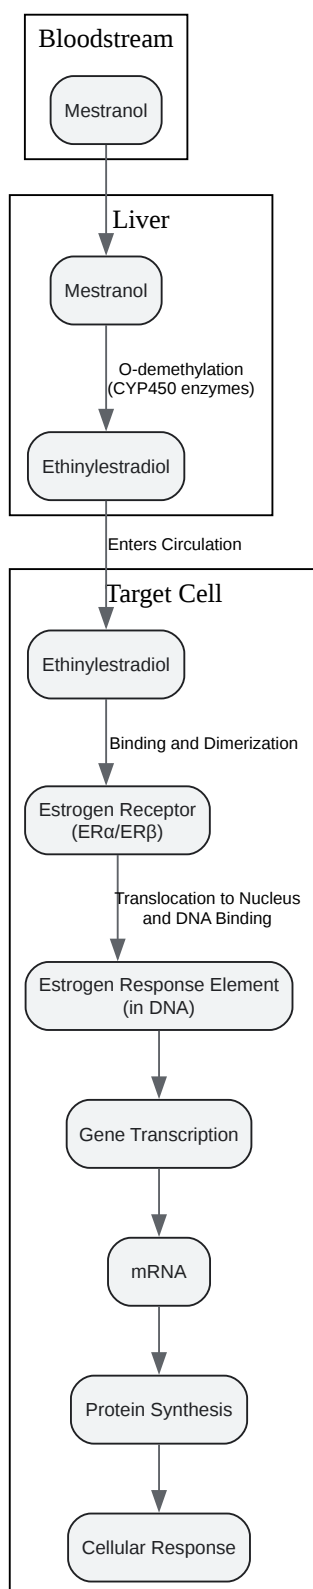 Bloodstream
Mestranol
Liver
Mestranol
O-demethylation
(CYP450 enzymes)
Ethinylestradiol
Enters Circulation
Target Cell
Ethinylestradiol
Binding and Dimerization
Estrogen Receptor
(ERα/ERβ)
Translocation to Nucleus
and DNA Binding
Estrogen Response Element
(in DNA)
Gene Transcription
mRNA
Protein Synthesis
Cellular Response